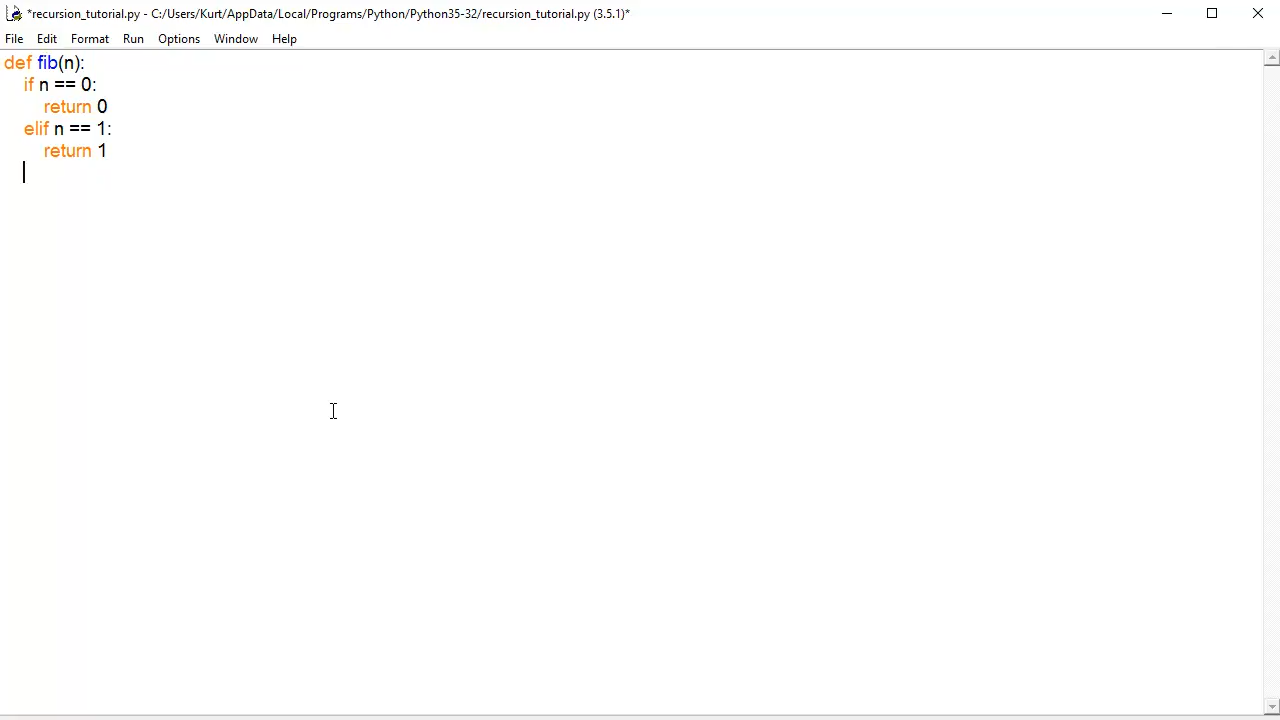 *recursion_tutorial.py - C:/Users/Kurt/AppData/Local/Programs/Python/Python35-32/recursion_tutorial.py (3.5.1)*
File Edit Format Run Options Window Help
def fib(n):
    if n == 0:
        return 0
    elif n == 1:
        return 1